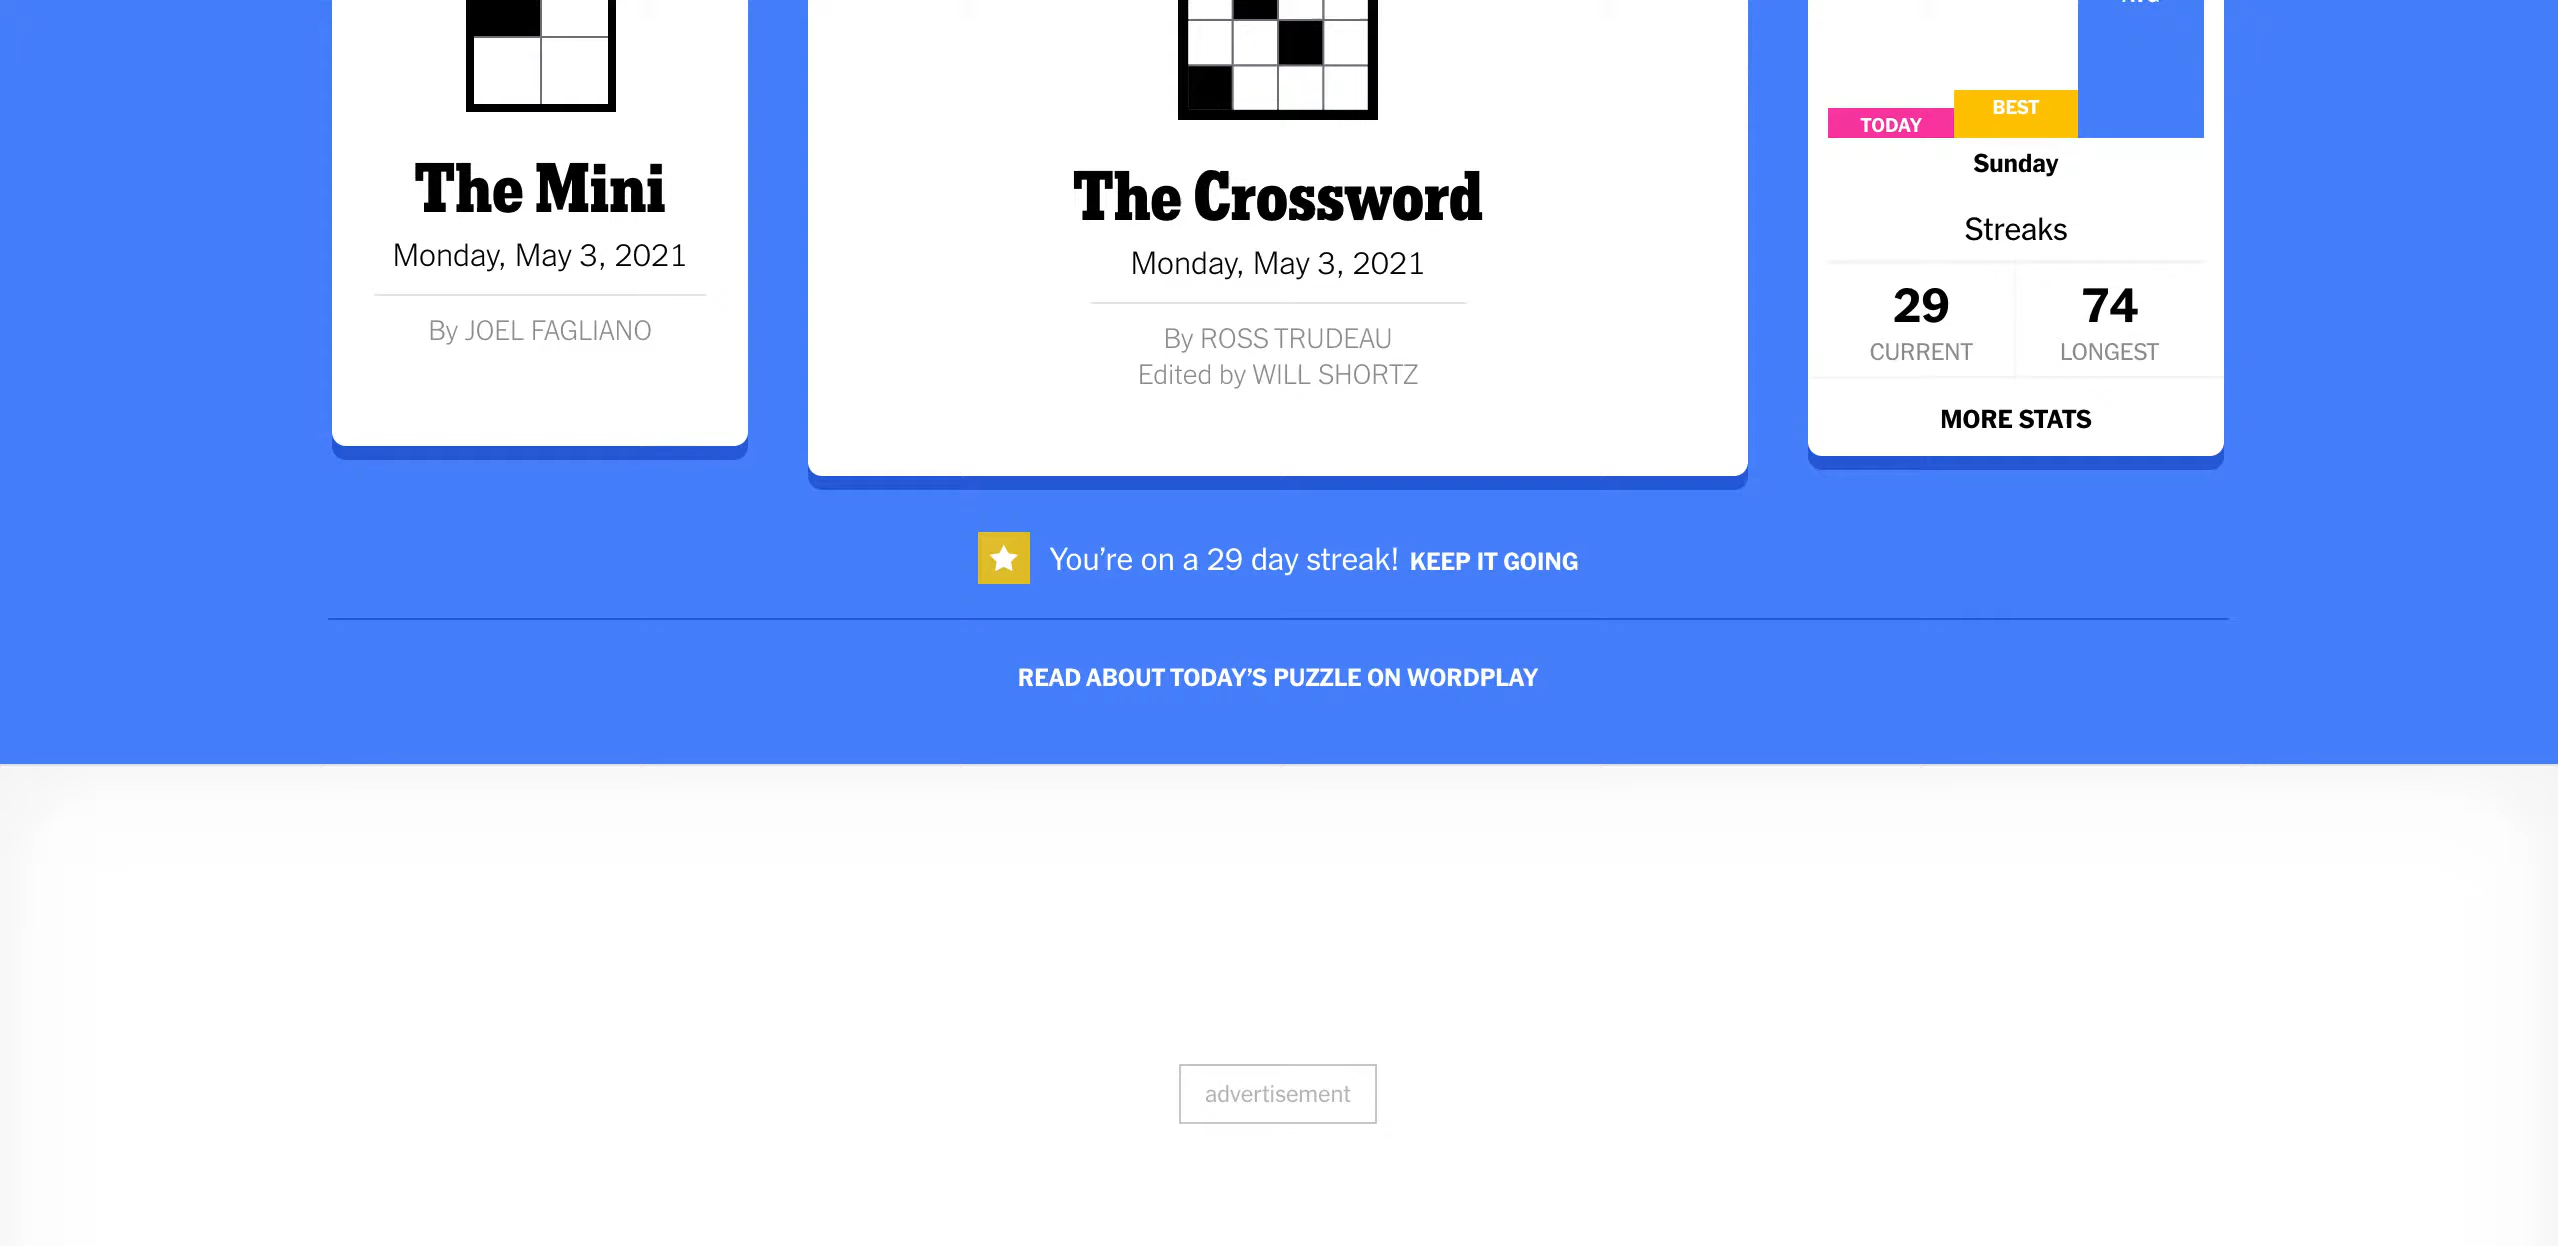 The Mini
Monday, May 3, 2021
By JOEL FAGLIANO
The Crossword
Monday, May 3, 2021
By ROSS TRUDEAU
Edited by WILL SHORTZ
TODAY
BEST
Sunday
Streaks
29
CURRENT
74
LONGEST
MORE STATS
You’re on a 29 day streak! KEEP IT GOING
READ ABOUT TODAY’S PUZZLE ON WORDPLAY
advertisement